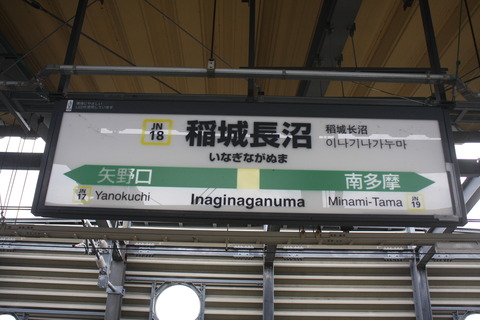 JN
18
稲城長沼
いなぎながぬま
稲城长沼
이나기나가누마
矢野口
南多摩
JN
17
Yanokuchi
Inaginaganuma
Minami-Tama
JN
19